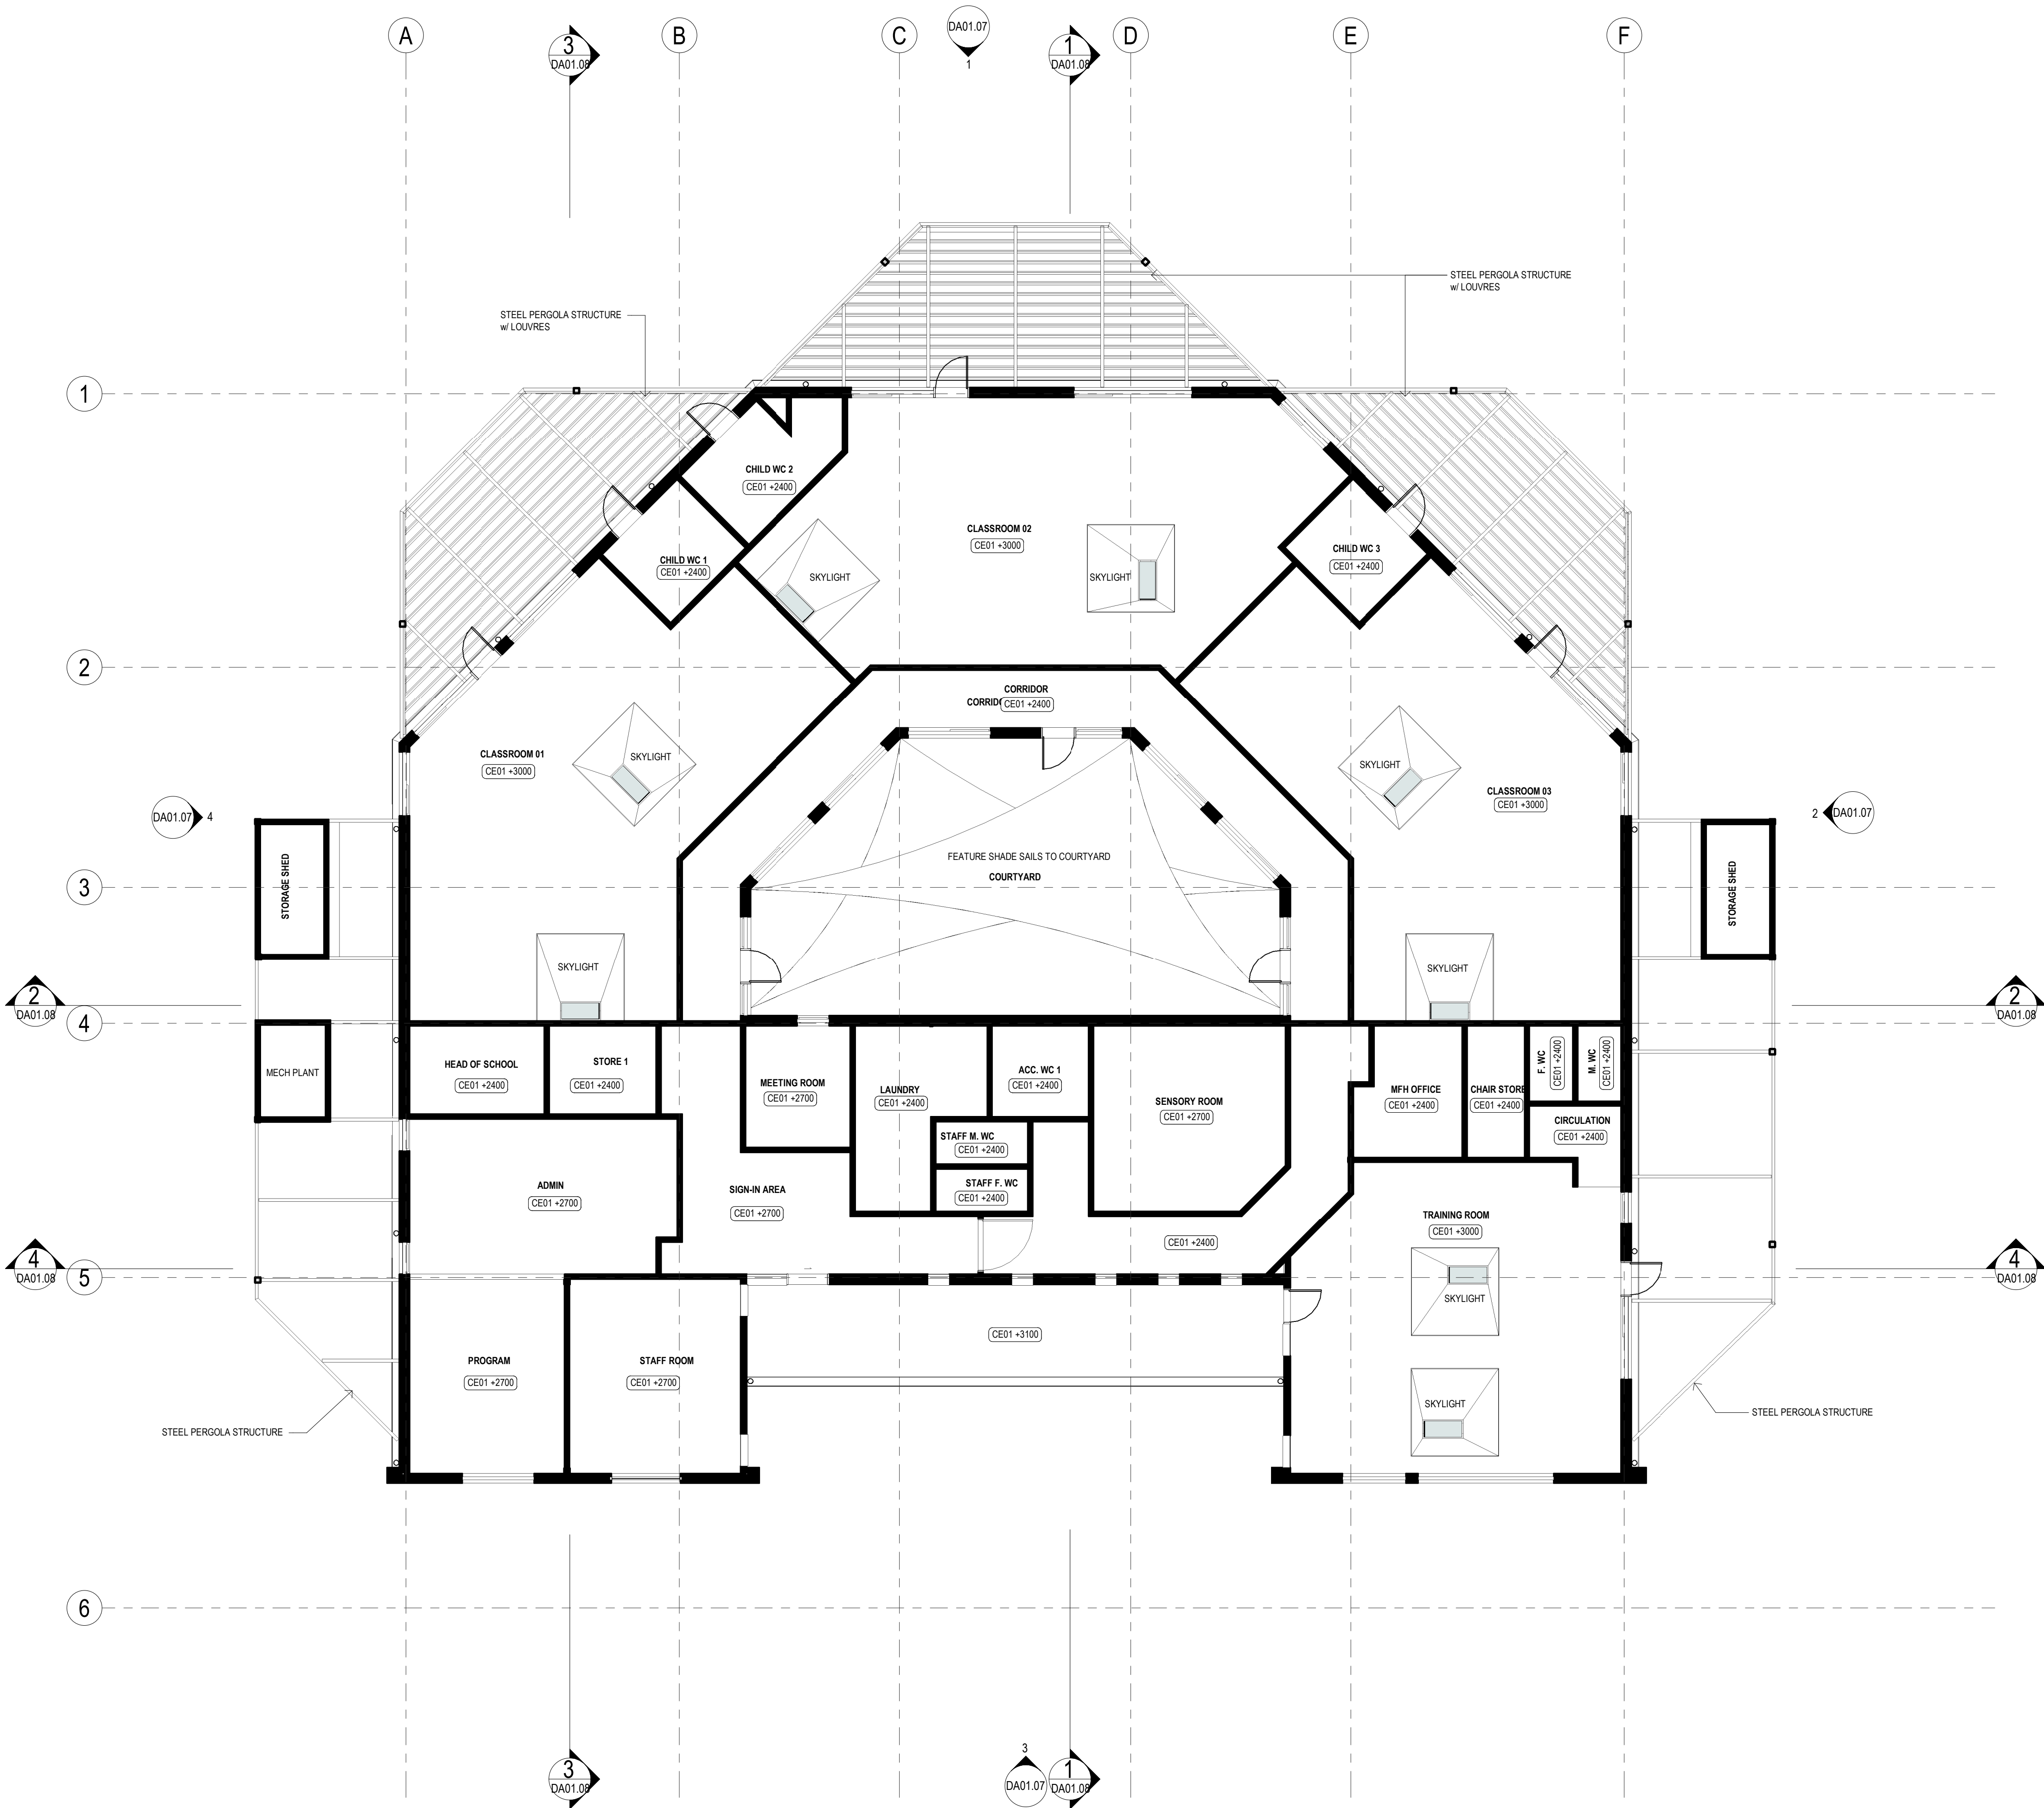 A
3
DA01.08
B
C
DA01.07
1
1
DA01.08
D
E
F
STEEL PERGOLA STRUCTURE
w/ LOUVRES
STEEL PERGOLA STRUCTURE
w/ LOUVRES
1
CHILD WC 2
CE01 +2400
CLASSROOM 02
CE01 +3000
CHILD WC 3
CE01 +2400
CHILD WC 1
CE01 +2400
SKYLIGHT
SKYLIGHT
2
CORRIDOR
CE01 +2400
CLASSROOM 01
CE01 +3000
SKYLIGHT
SKYLIGHT
CLASSROOM 03
CE01 +3000
DA01.07
4
2
DA01.07
STORAGE SHED
FEATURE SHADE SAILS TO COURTYARD
COURTYARD
STORAGE SHED
3
SKYLIGHT
SKYLIGHT
2
DA01.08
2
DA01.08
4
MECH PLANT
HEAD OF SCHOOL
CE01 +2400
STORE 1
CE01 +2400
MEETING ROOM
CE01 +2700
LAUNDRY
CE01 +2400
ACC. WC 1
CE01 +2400
SENSORY ROOM
CE01 +2700
MFH OFFICE
CE01 +2400
CHAIR STORE
CE01 +2400
F. WC
CE01 +2400
M. WC
CE01 +2400
CIRCULATION
CE01 +2400
STAFF M. WC
CE01 +2400
STAFF F. WC
CE01 +2400
ADMIN
CE01 +2700
SIGN-IN AREA
CE01 +2700
CE01 +2400
TRAINING ROOM
CE01 +3000
4
DA01.08
5
SKYLIGHT
4
DA01.08
CE01 +3100
PROGRAM
CE01 +2700
STAFF ROOM
CE01 +2700
SKYLIGHT
STEEL PERGOLA STRUCTURE
STEEL PERGOLA STRUCTURE
6
3
DA01.08
3
DA01.07
1
DA01.08